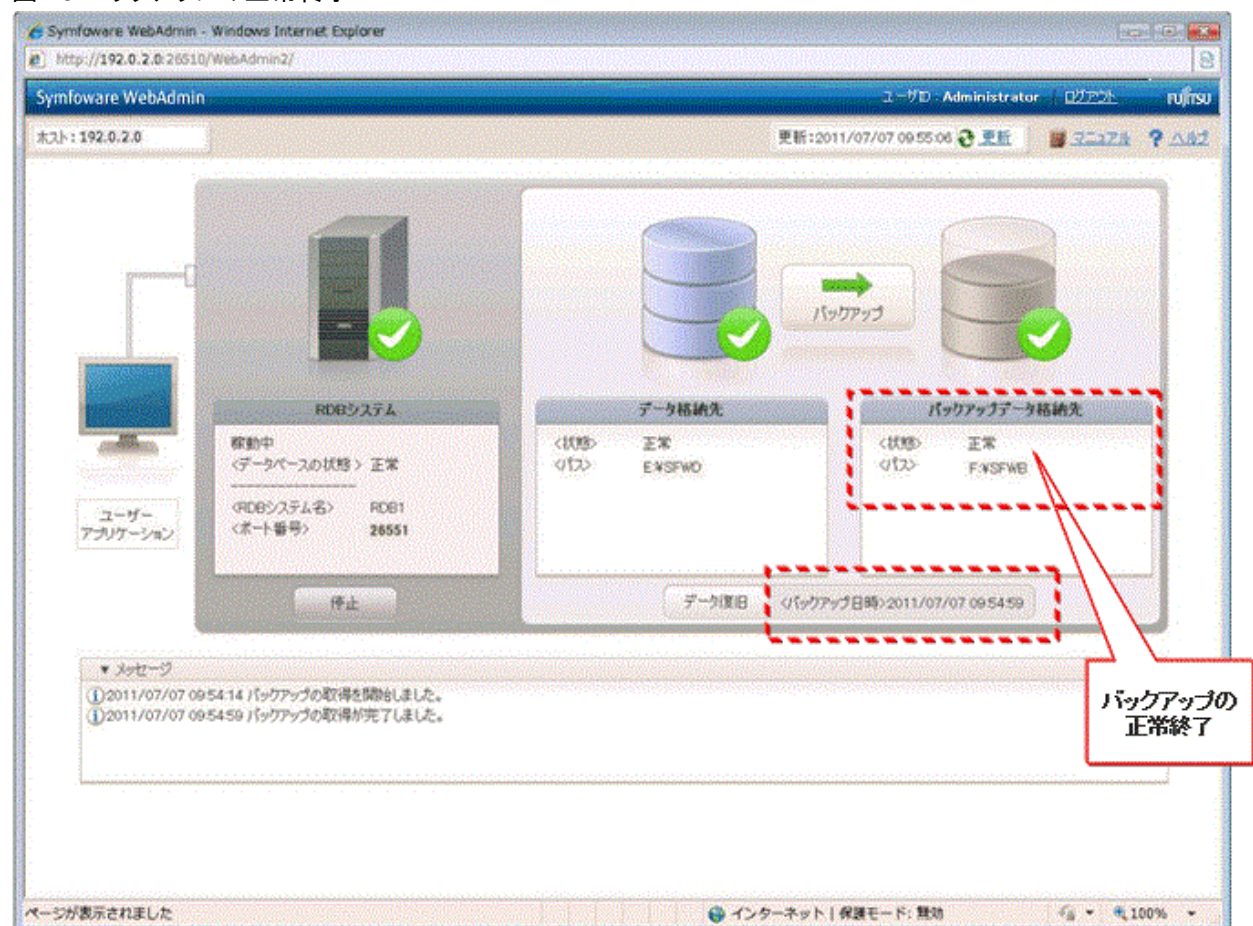 Symfoware WebAdmin - Windows Internet Explorer
http://192.0.2.0:26510/WebAdmin2/
Symfoware WebAdmin
ユーザID : Administrator ログアウト FUJITSU
ホスト : 192.0.2.0
更新:2011/07/07 09:55:06 更新 マニュアル ? ヘルプ
バックアップ
RDBシステム
稼動中
<データベースの状態> 正常
<RDBシステム名> RDB1
<ポート番号> 26551
停止
データ格納先
<状態> 正常
<パス> E:¥SFWD
バックアップデータ格納先
<状態> 正常
<パス> F:¥SFWB
ユーザー
アプリケーション
データ復旧 <バックアップ日時>2011/07/07 09:54:59
バックアップの
正常終了
▼ メッセージ
2011/07/07 09:54:14 バックアップの取得を開始しました。
2011/07/07 09:54:59 バックアップの取得が完了しました。
ページが表示されました
インターネット | 保護モード: 無効
100%